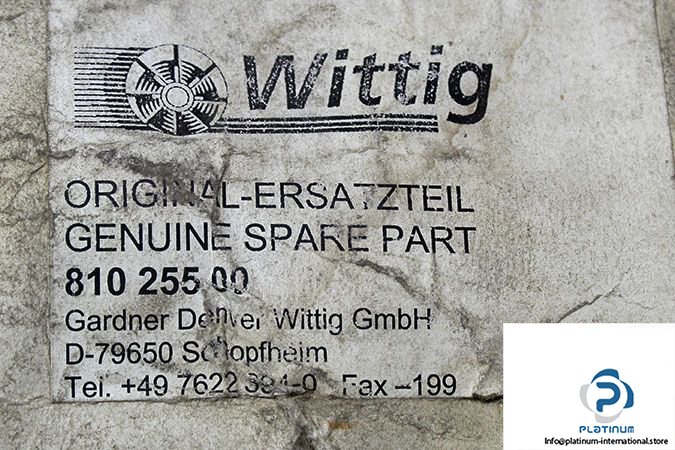 Wittig
ORIGINAL-ERSATZTEIL
GENUINE SPARE PART
810 255 00
Gardner Denver Wittig GmbH
D-79650 Schopfheim
Tel. +49 7622 394-0 Fax –199
PLATINUM
Info@platinum-international.store